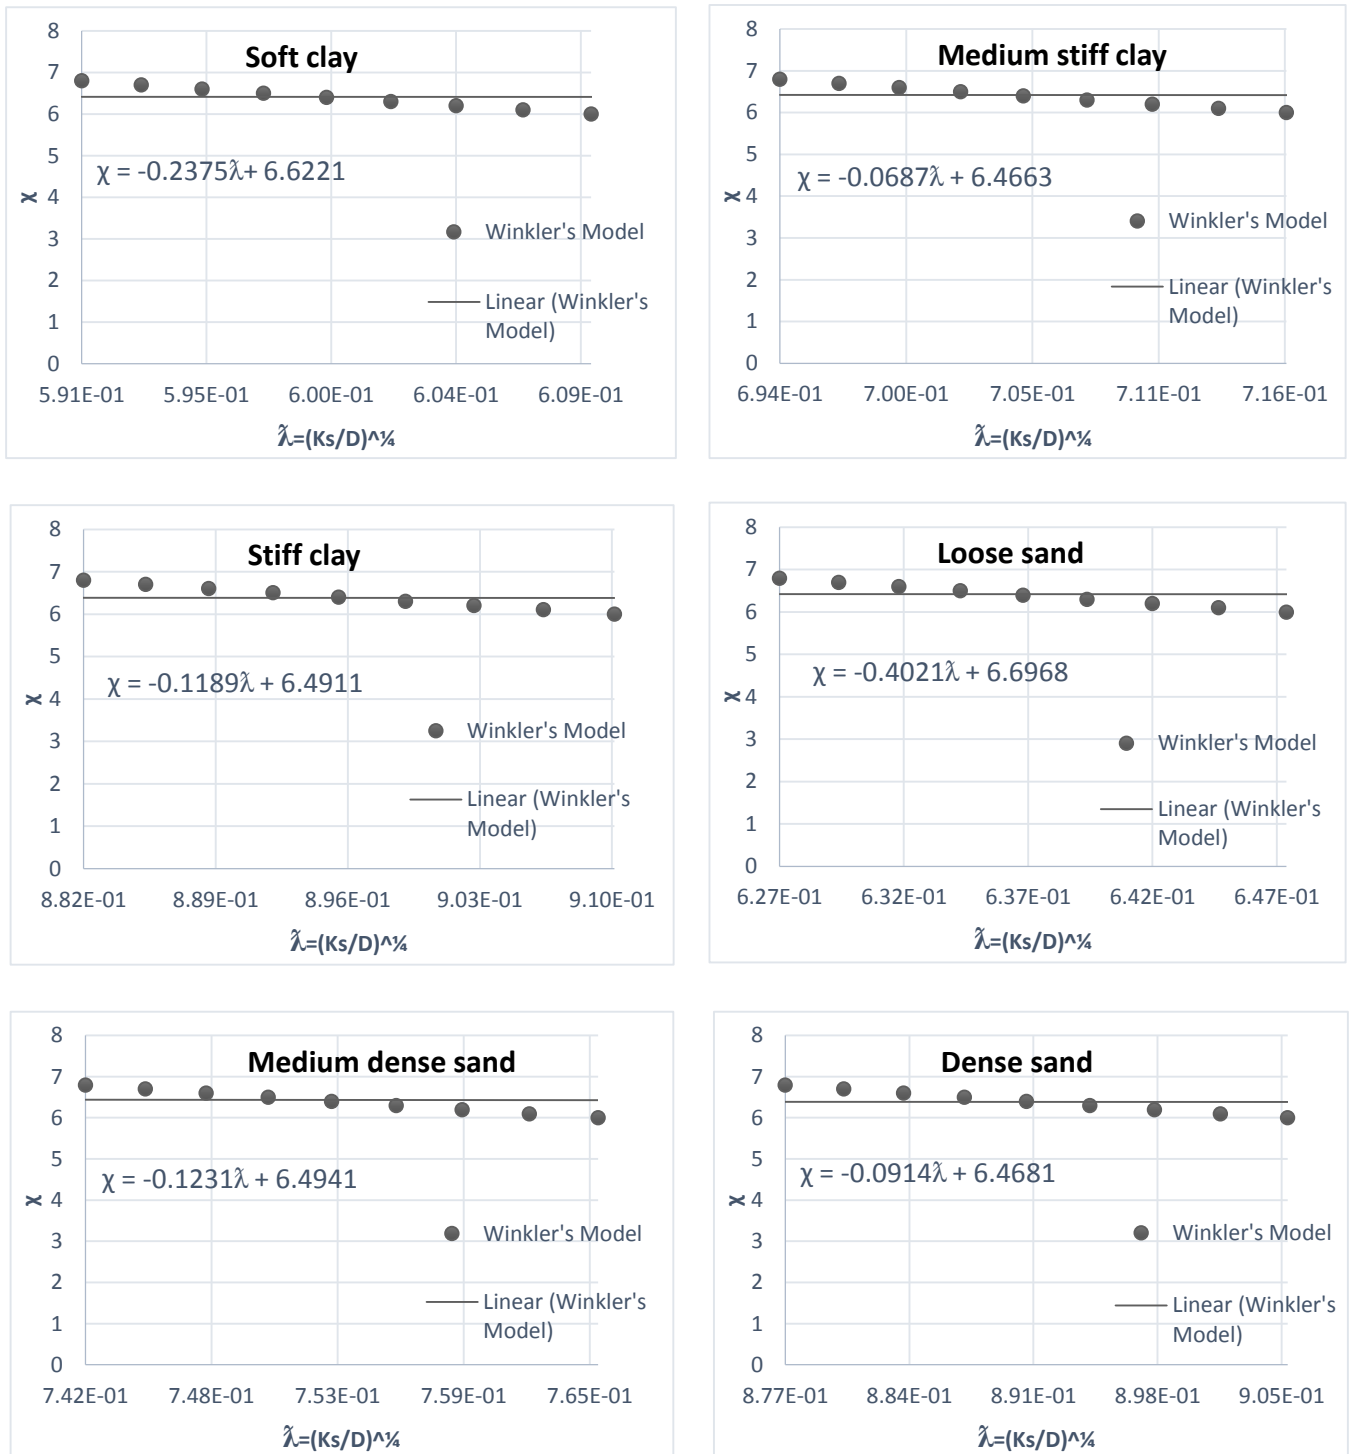 Soft clay
8
7
6
5
4
3
2
1
0
χ
χ = -0.2375λ̃+ 6.6221
Winkler's Model
Linear (Winkler's
Model)
5.91E-01 5.95E-01 6.00E-01 6.04E-01 6.09E-01
λ̃=(Ks/D)^¼
Medium stiff clay
8
7
6
5
4
3
2
1
0
χ
χ = -0.0687λ̃ + 6.4663
Winkler's Model
Linear (Winkler's
Model)
6.94E-01 7.00E-01 7.05E-01 7.11E-01 7.16E-01
λ̃=(Ks/D)^¼
Stiff clay
8
7
6
5
4
3
2
1
0
χ
χ = -0.1189λ̃ + 6.4911
Winkler's Model
Linear (Winkler's
Model)
8.82E-01 8.89E-01 8.96E-01 9.03E-01 9.10E-01
λ̃=(Ks/D)^¼
Loose sand
8
7
6
5
4
3
2
1
0
χ
χ = -0.4021λ̃ + 6.6968
Winkler's Model
Linear (Winkler's
Model)
6.27E-01 6.32E-01 6.37E-01 6.42E-01 6.47E-01
λ̃=(Ks/D)^¼
Medium dense sand
8
7
6
5
4
3
2
1
0
χ
χ = -0.1231λ̃ + 6.4941
Winkler's Model
Linear (Winkler's
Model)
7.42E-01 7.48E-01 7.53E-01 7.59E-01 7.65E-01
λ̃=(Ks/D)^¼
Dense sand
8
7
6
5
4
3
2
1
0
χ
χ = -0.0914λ̃ + 6.4681
Winkler's Model
Linear (Winkler's
Model)
8.77E-01 8.84E-01 8.91E-01 8.98E-01 9.05E-01
λ̃=(Ks/D)^¼